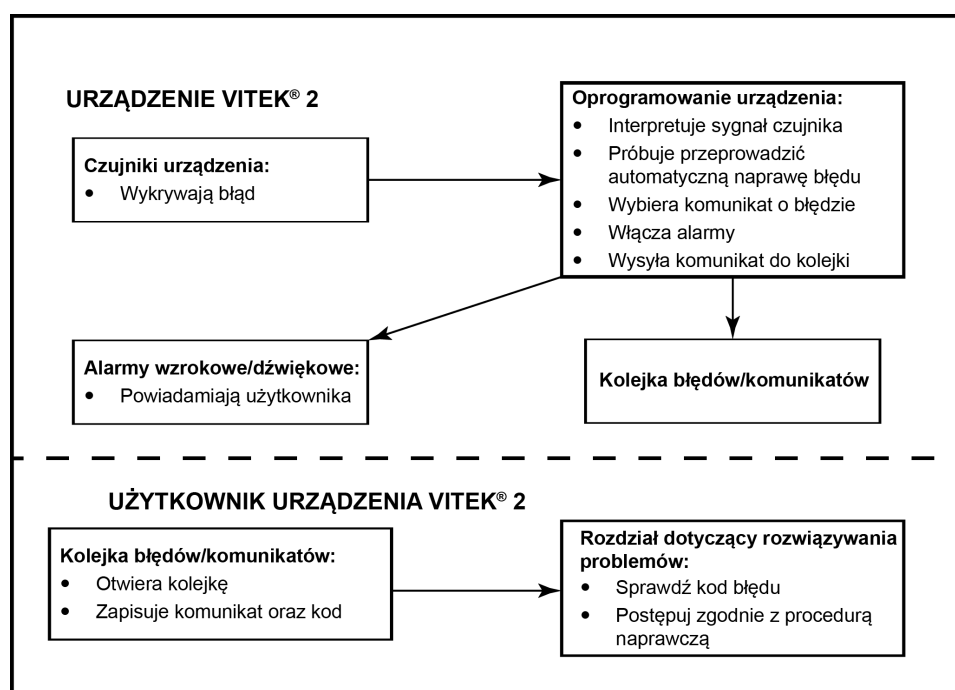 URZĄDZENIE VITEK® 2
Czujniki urządzenia:
• Wykrywają błąd
Oprogramowanie urządzenia:
• Interpretuje sygnał czujnika
• Próbuje przeprowadzić
automatyczną naprawę błędu
• Wybiera komunikat o błędzie
• Włącza alarmy
• Wysyła komunikat do kolejki
Alarmy wzrokowe/dźwiękowe:
• Powiadamiają użytkownika
Kolejka błędów/komunikatów
UŻYTKOWNIK URZĄDZENIA VITEK® 2
Kolejka błędów/komunikatów:
• Otwiera kolejkę
• Zapisuje komunikat oraz kod
Rozdział dotyczący rozwiązywania
problemów:
• Sprawdź kod błędu
• Postępuj zgodnie z procedurą
naprawczą